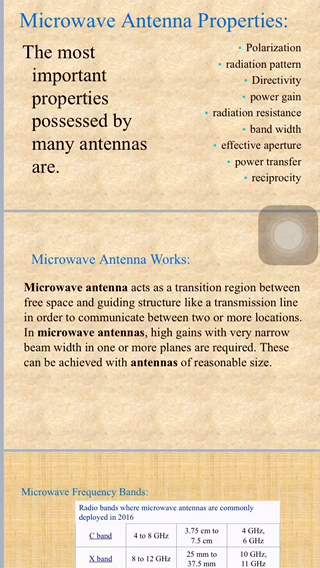 Microwave Antenna Properties:
The most
important
properties
possessed by
many antennas
are.
• Polarization
• radiation pattern
• Directivity
• power gain
• radiation resistance
• band width
• effective aperture
• power transfer
• reciprocity
Microwave Antenna Works:
Microwave antenna acts as a transition region between
free space and guiding structure like a transmission line
in order to communicate between two or more locations.
In microwave antennas, high gains with very narrow
beam width in one or more planes are required. These
can be achieved with antennas of reasonable size.
Microwave Frequency Bands:
Radio bands where microwave antennas are commonly
deployed in 2016
C band 4 to 8 GHz 3.75 cm to 7.5 cm 4 GHz, 6 GHz
X band 8 to 12 GHz 25 mm to 37.5 mm 10 GHz, 11 GHz